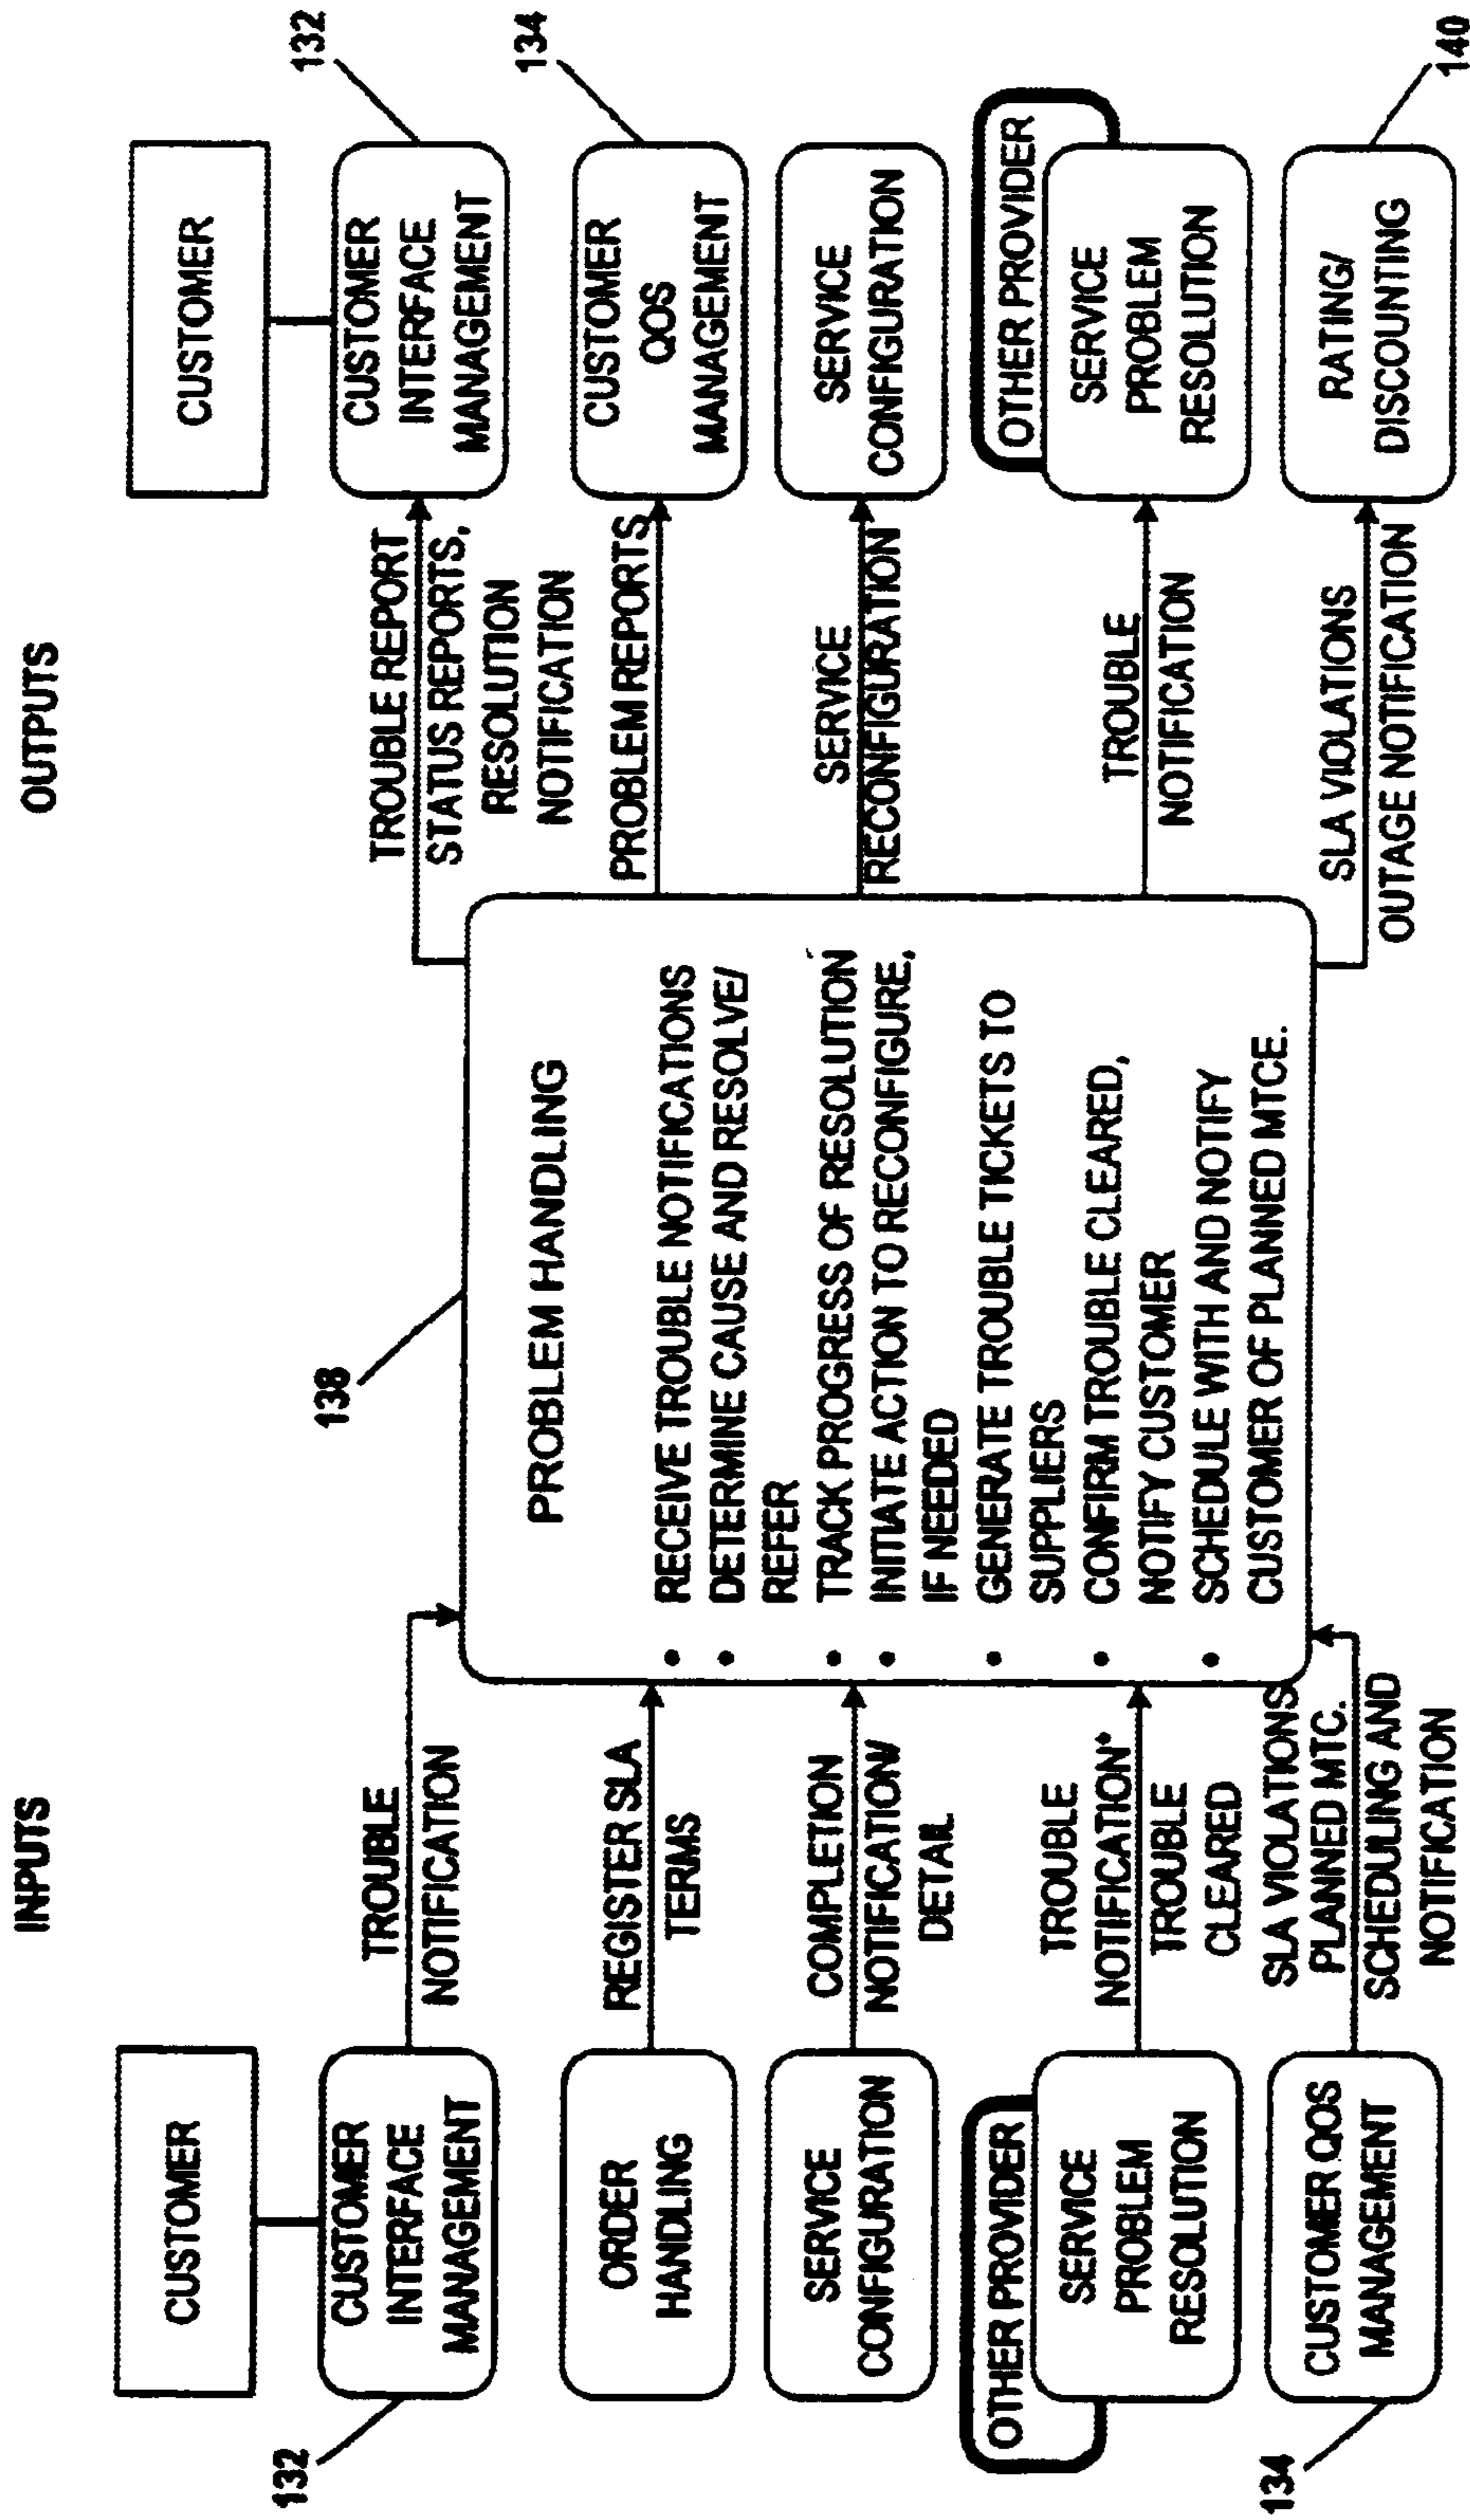 INPUTS
OUTPUTS
CUSTOMER
132
CUSTOMER
INTERFACE
MANAGEMENT
ORDER
HANDLING
SERVICE
CONFIGURATION
OTHER PROVIDER
SERVICE
PROBLEM
RESOLUTION
CUSTOMER QOS
MANAGEMENT
134
TROUBLE
NOTIFICATION
REGISTER SLA
TERMS
COMPLETION
NOTIFICATION/
DETAIL
TROUBLE
NOTIFICATION*
TROUBLE
CLEARED
SLA VIOLATIONS
PLANNED MTC.
SCHEDULING AND
NOTIFICATION
138
PROBLEM HANDLING
• RECEIVE TROUBLE NOTIFICATIONS
• DETERMINE CAUSE AND RESOLVE/
REFER
• TRACK PROGRESS OF RESOLUTION
• INITIATE ACTION TO RECONFIGURE,
IF NEEDED
• GENERATE TROUBLE TICKETS TO
SUPPLIERS
• CONFIRM TROUBLE CLEARED,
NOTIFY CUSTOMER
• SCHEDULE WITH AND NOTIFY
CUSTOMER OF PLANNED MTCE.
TROUBLE REPORT
STATUS REPORTS,
RESOLUTION
NOTIFICATION
PROBLEM REPORTS
SERVICE
RECONFIGURATION
TROUBLE
NOTIFICATION
SLA VIOLATIONS
OUTAGE NOTIFICATION
CUSTOMER
132
CUSTOMER
INTERFACE
MANAGEMENT
134
CUSTOMER
QOS
MANAGEMENT
SERVICE
CONFIGURATION
OTHER PROVIDER
SERVICE
PROBLEM
RESOLUTION
RATING/
DISCOUNTING
140